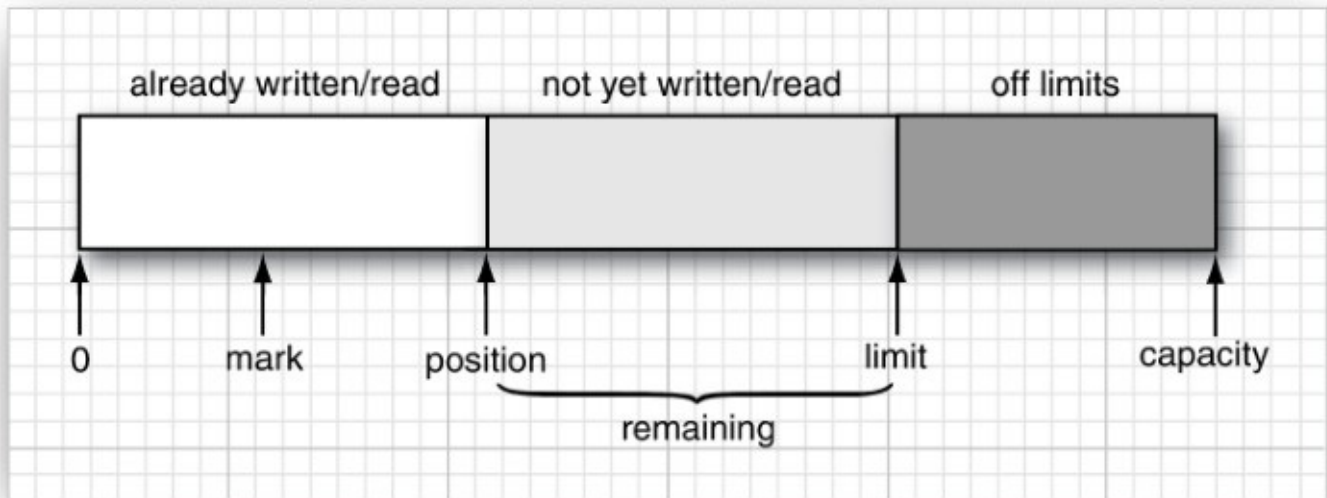 already written/read not yet written/read off limits
0 mark position limit capacity
remaining